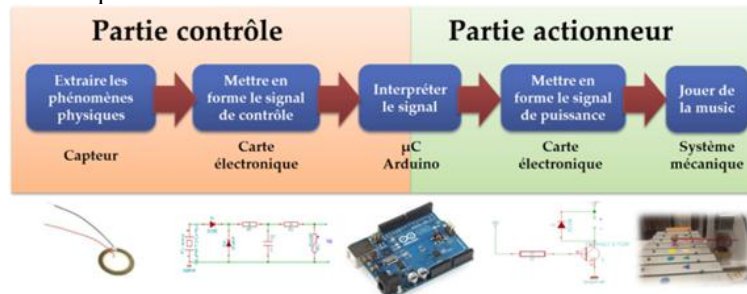 Partie contrôle
Partie actionneur
Extraire les
phénomènes
physiques
Mettre en
forme le signal
de contrôle
Interpréter
le signal
Mettre en
forme le signal
de puissance
Jouer de
la music
Capteur
Carte
électronique
µC
Arduino
Carte
électronique
Système
mécanique